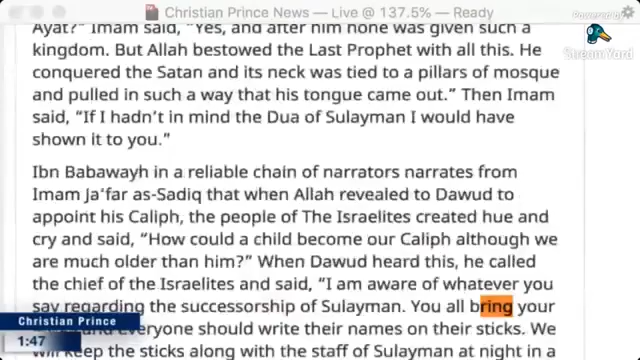 Christian Prince News — Live @ 137.5% — Ready
Powered by
StreamYard
Ayat?” Imam said, “Yes, and after him none was given such a
kingdom. But Allah bestowed the Last Prophet with all this. He
conquered the Satan and its neck was tied to a pillars of mosque
and pulled in such a way that his tongue came out.” Then Imam
said, “If I hadn’t in mind the Dua of Sulayman I would have
shown it to you.”
Ibn Babawayh in a reliable chain of narrators narrates from
Imam Ja‘far as-Sadiq that when Allah revealed to Dawud to
appoint his Caliph, the people of The Israelites created hue and
cry and said, “How could a child become our Caliph although we
are much older than him?” When Dawud heard this, he called
the chief of the Israelites and said, “I am aware of whatever you
say regarding the successorship of Sulayman. You all bring your
and everyone should write their names on their sticks. We
will keep the sticks along with the staff of Sulayman at night in a
Christian Prince
1:47